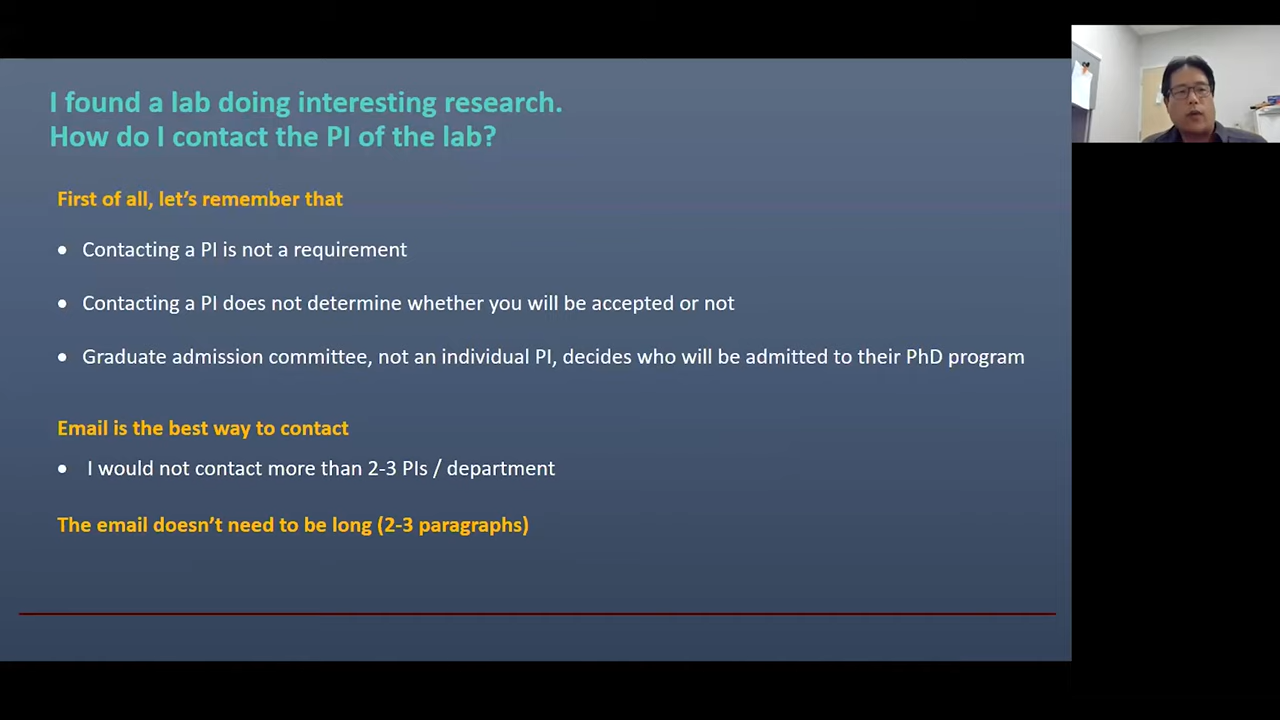 I found a lab doing interesting research.
How do I contact the PI of the lab?
First of all, let’s remember that
• Contacting a PI is not a requirement
• Contacting a PI does not determine whether you will be accepted or not
• Graduate admission committee, not an individual PI, decides who will be admitted to their PhD program
Email is the best way to contact
• I would not contact more than 2-3 PIs / department
The email doesn’t need to be long (2-3 paragraphs)